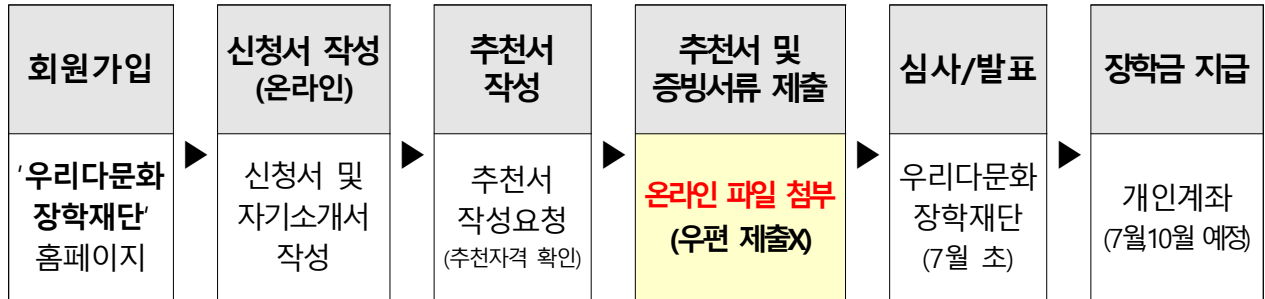 회원가입
'우리다문화
장학재단'
홈페이지
▶
신청서 작성
(온라인)
신청서 및
자기소개서
작성
▶
추천서
작성
추천서
작성요청
(추천자격 확인)
▶
추천서 및
증빙서류 제출
온라인 파일 첨부
(우편 제출X)
▶
심사/발표
우리다문화
장학재단
(7월 초)
▶
장학금 지급
개인계좌
(7월,10월 예정)